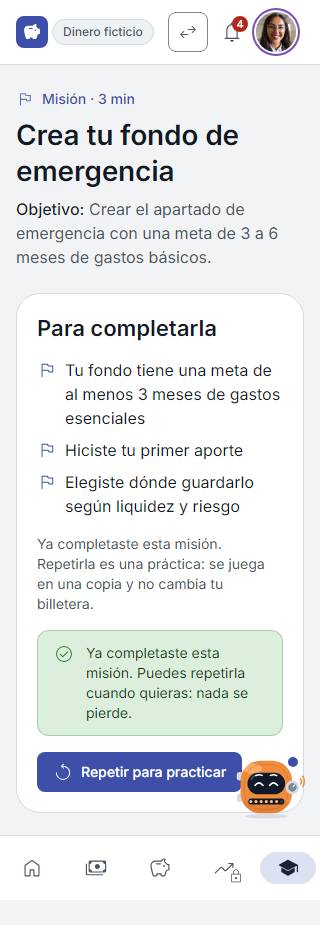 Dinero ficticio
4
Misión · 3 min
Crea tu fondo de
emergencia
Objetivo: Crear el apartado de
emergencia con una meta de 3 a 6
meses de gastos básicos.
Para completarla
Tu fondo tiene una meta de
al menos 3 meses de gastos
esenciales
Hiciste tu primer aporte
Elegiste dónde guardarlo
según liquidez y riesgo
Ya completaste esta misión.
Repetirla es una práctica: se juega
en una copia y no cambia tu
billetera.
Ya completaste esta
misión. Puedes repetirla
cuando quieras: nada se
pierde.
Repetir para practicar